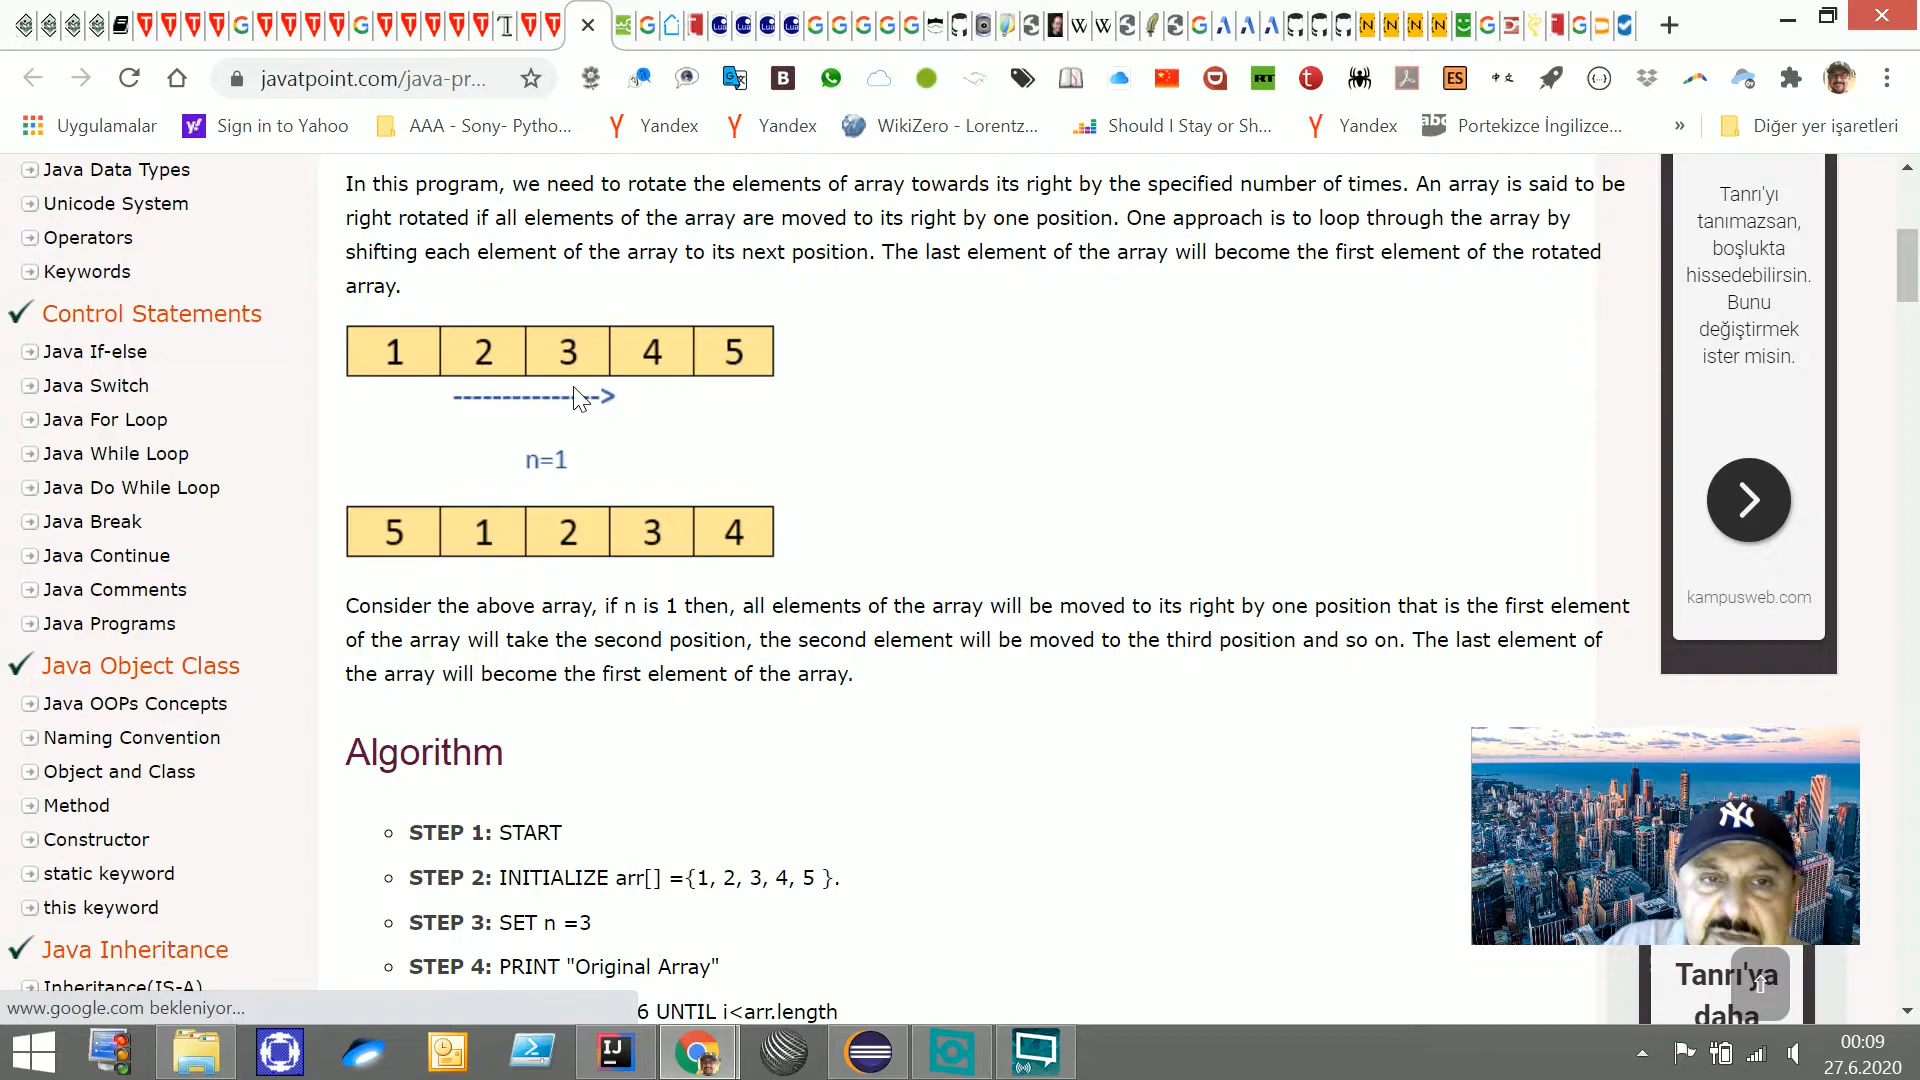 javatpoint.com/java-pr...
Uygulamalar
Sign in to Yahoo
AAA - Sony- Pytho...
Yandex
Yandex
WikiZero - Lorentz...
Should I Stay or Sh...
Yandex
Portekizce İngilizce...
»
Diğer yer işaretleri
Java Data Types
Unicode System
Operators
Keywords
Control Statements
Java If-else
Java Switch
Java For Loop
Java While Loop
Java Do While Loop
Java Break
Java Continue
Java Comments
Java Programs
Java Object Class
Java OOPs Concepts
Naming Convention
Object and Class
Method
Constructor
static keyword
this keyword
Java Inheritance
Inheritance(IS-A)
www.google.com bekleniyor...
In this program, we need to rotate the elements of array towards its right by the specified number of times. An array is said to be
right rotated if all elements of the array are moved to its right by one position. One approach is to loop through the array by
shifting each element of the array to its next position. The last element of the array will become the first element of the rotated
array.
1 2 3 4 5
-----------------> 
n=1
5 1 2 3 4
Consider the above array, if n is 1 then, all elements of the array will be moved to its right by one position that is the first element
of the array will take the second position, the second element will be moved to the third position and so on. The last element of
the array will become the first element of the array.
Algorithm
STEP 1: START
STEP 2: INITIALIZE arr[] ={1, 2, 3, 4, 5 }.
STEP 3: SET n =3
STEP 4: PRINT "Original Array"
6 UNTIL i<arr.length
Tanrı'yı
tanımazsan,
boşlukta
hissedebilirsin.
Bunu
değiştirmek
ister misin.
kampusweb.com
NY
Tanrı'ya
daha
00:09
27.6.2020